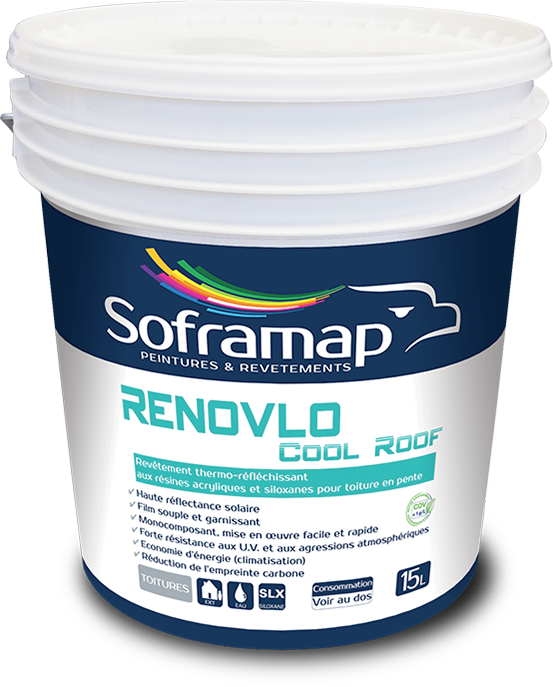 Soframap
PEINTURES & REVETEMENTS
RENOVLO
COOL ROOF
Revêtement thermo-réfléchissant
aux résines acryliques et siloxanes pour toiture en pente
Haute réflectance solaire
Film souple et garnissant
Monocomposant, mise en œuvre facile et rapide
Forte résistance aux U.V. et aux agressions atmosphériques
Economie d'énergie (climatisation)
Réduction de l'empreinte carbone
COV
TOITURES
EXT
EAU
SLX
SILOXANE
Consommation
Voir au dos
15L